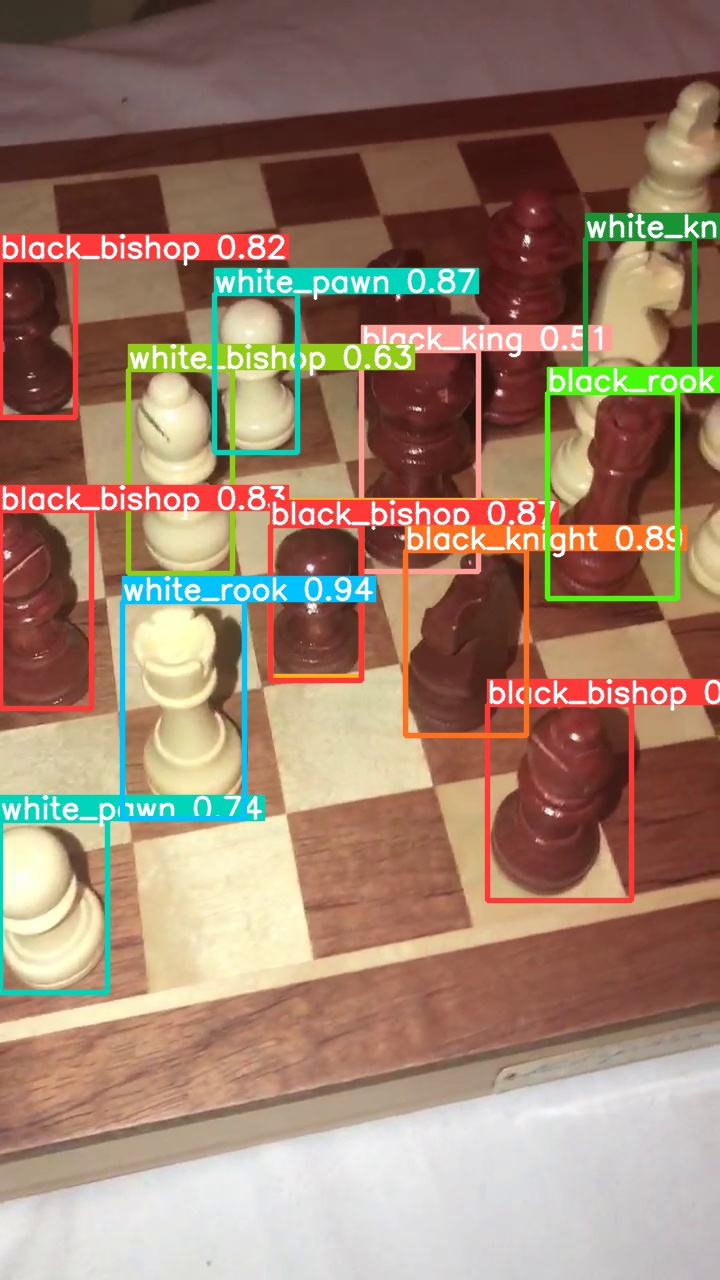 white_kn
black_bishop 0.82
white_pawn 0.87
black_king 0.51
white_bishop 0.63
black_rook
black_bishop 0.83
black_bishop 0.87
black_knight 0.89
white_rook 0.94
black_bishop 0
white_pawn 0.74